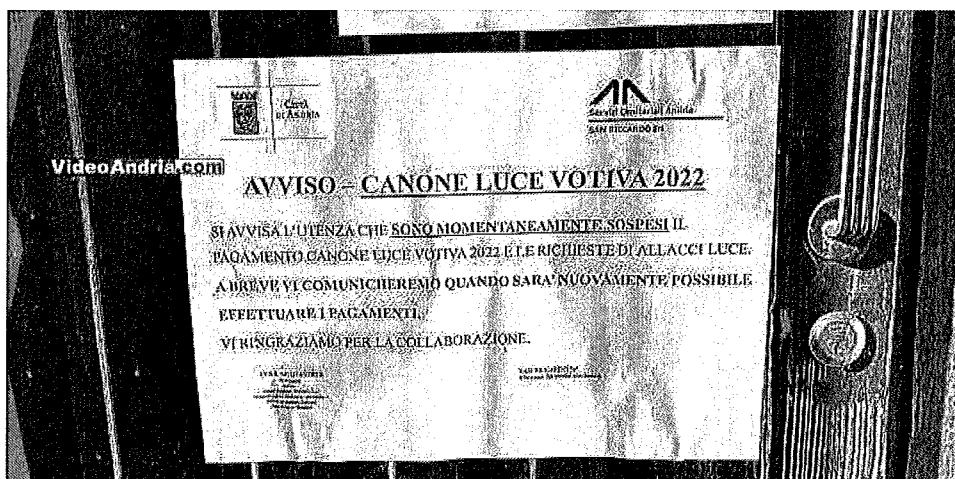 CITTÀ
DI ANDRIA
Servizi Cimiteriali Andria
SAN RICCARDO srl
VideoAndria.com
AVVISO – CANONE LUCE VOTIVA 2022
SI AVVISA L'UTENZA CHE SONO MOMENTANEAMENTE SOSPESI IL
PAGAMENTO CANONE LUCE VOTIVA 2022 E LE RICHIESTE DI ALLACCI LUCE.
A BREVE VI COMUNICHEREMO QUANDO SARA' NUOVAMENTE POSSIBILE
EFFETTUARE I PAGAMENTI.
VI RINGRAZIAMO PER LA COLLABORAZIONE.